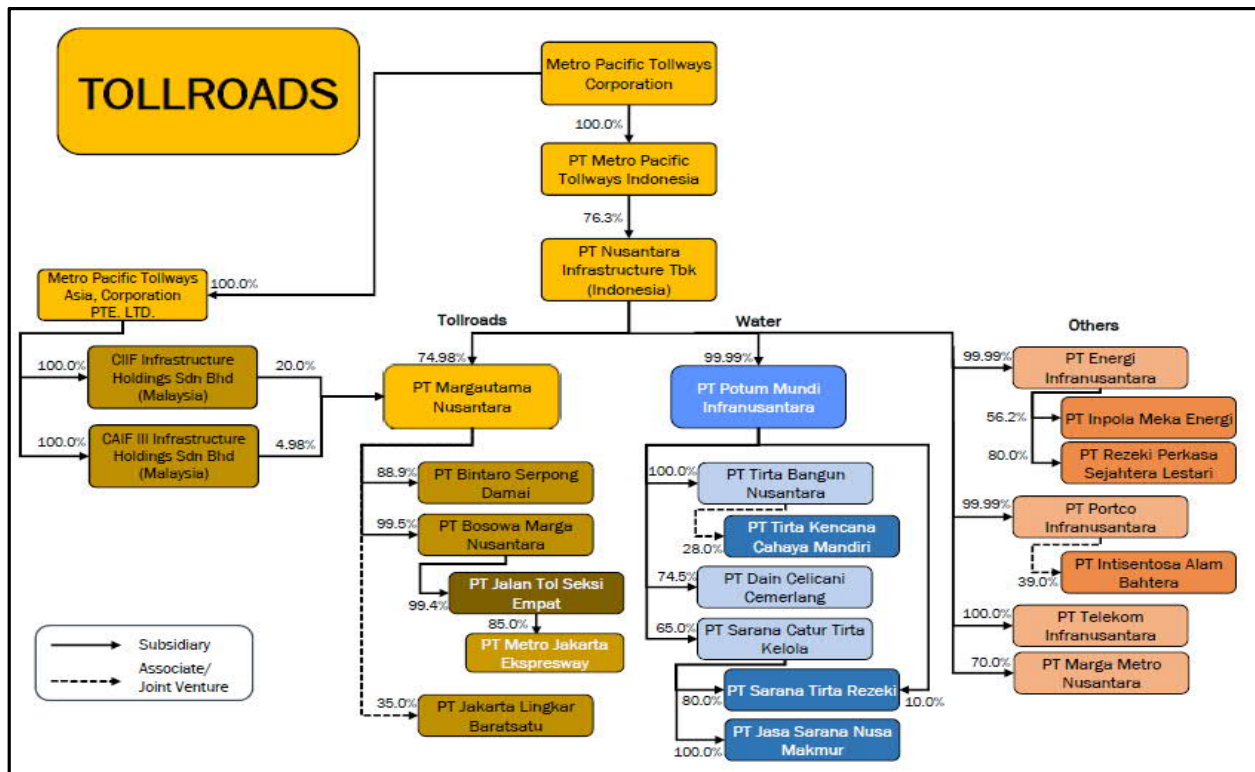 TOLLROADS
Metro Pacific Tollways
Corporation
100.0%
PT Metro Pacific
Tollways Indonesia
76.3%
PT Nusantara
Infrastructure Tbk
(Indonesia)
Metro Pacific Tollways
Asia, Corporation
PTE. LTD.
100.0%
100.0%
CIIF Infrastructure
Holdings Sdn Bhd
(Malaysia)
20.0%
100.0%
CAIF III Infrastructure
Holdings Sdn Bhd
(Malaysia)
4.98%
Tollroads
74.98%
PT Margautama
Nusantara
88.9%
PT Bintaro Serpong
Damai
99.5%
PT Bosowa Marga
Nusantara
99.4%
PT Jalan Tol Seksi
Empat
85.0%
PT Metro Jakarta
Ekspresway
35.0%
PT Jakarta Lingkar
Baratsatu
Water
99.99%
PT Potum Mundi
Infranusantara
100.0%
PT Tirta Bangun
Nusantara
28.0%
PT Tirta Kencana
Cahaya Mandiri
74.5%
PT Dain Celicani
Cemerlang
65.0%
PT Sarana Catur Tirta
Kelola
80.0%
PT Sarana Tirta Rezeki
10.0%
100.0%
PT Jasa Sarana Nusa
Makmur
Others
99.99%
PT Energi
Infranusantara
56.2%
PT Inpola Meka Energi
80.0%
PT Rezeki Perkasa
Sejahtera Lestari
99.99%
PT Portco
Infranusantara
39.0%
PT Intisentosa Alam
Bahtera
100.0%
PT Telekom
Infranusantara
70.0%
PT Marga Metro
Nusantara
Subsidiary
Associate/
Joint Venture